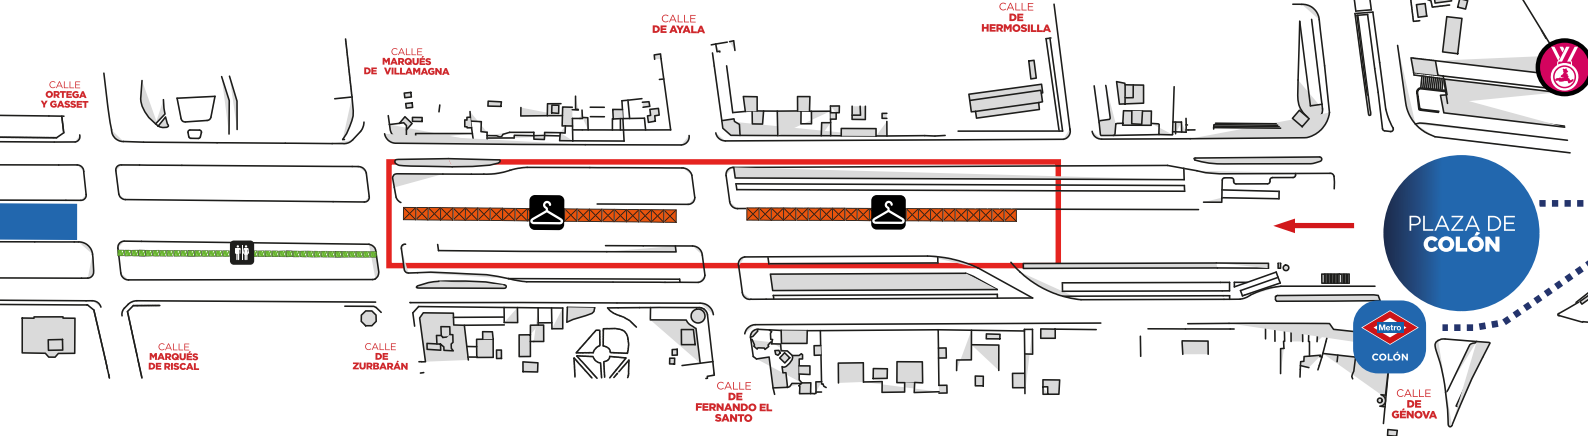 CALLE
ORTEGA
Y GASSET
CALLE
MARQUÉS
DE VILLAMAGNA
CALLE
DE AYALA
CALLE
DE
HERMOSILLA
PLAZA DE
COLÓN
Metro
COLÓN
CALLE
MARQUÉS
DE RISCAL
CALLE
DE
ZURBARÁN
CALLE
DE
FERNANDO EL
SANTO
CALLE
DE
GÉNOVA